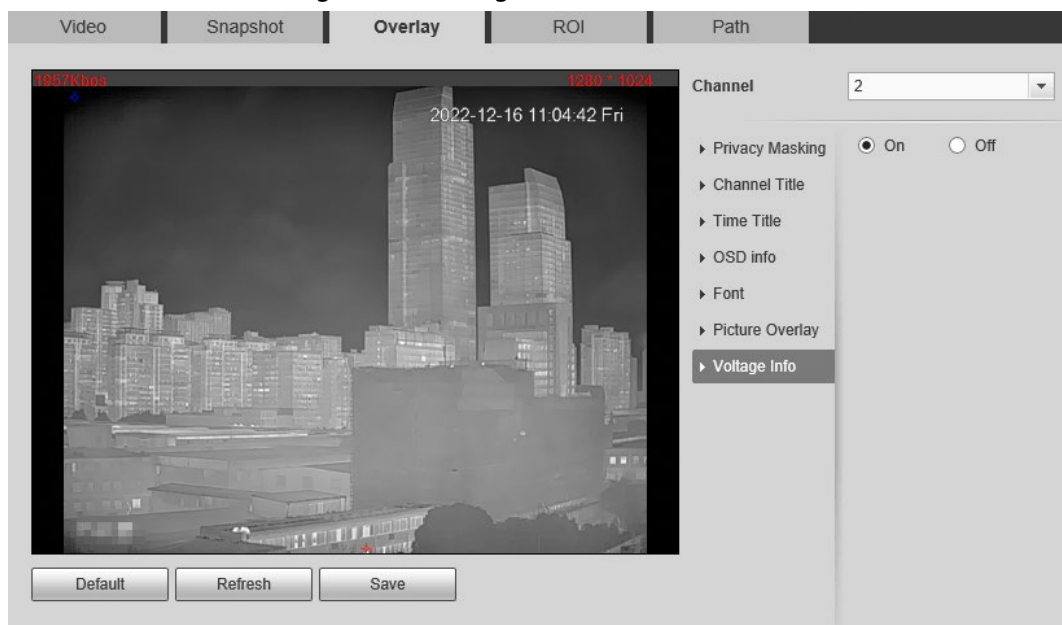 Video Snapshot Overlay ROI Path
1957Kbps 1280 * 1024
2022-12-16 11:04:42 Fri
Channel 2
Privacy Masking On Off
Channel Title
Time Title
OSD info
Font
Picture Overlay
Voltage Info
Default Refresh Save